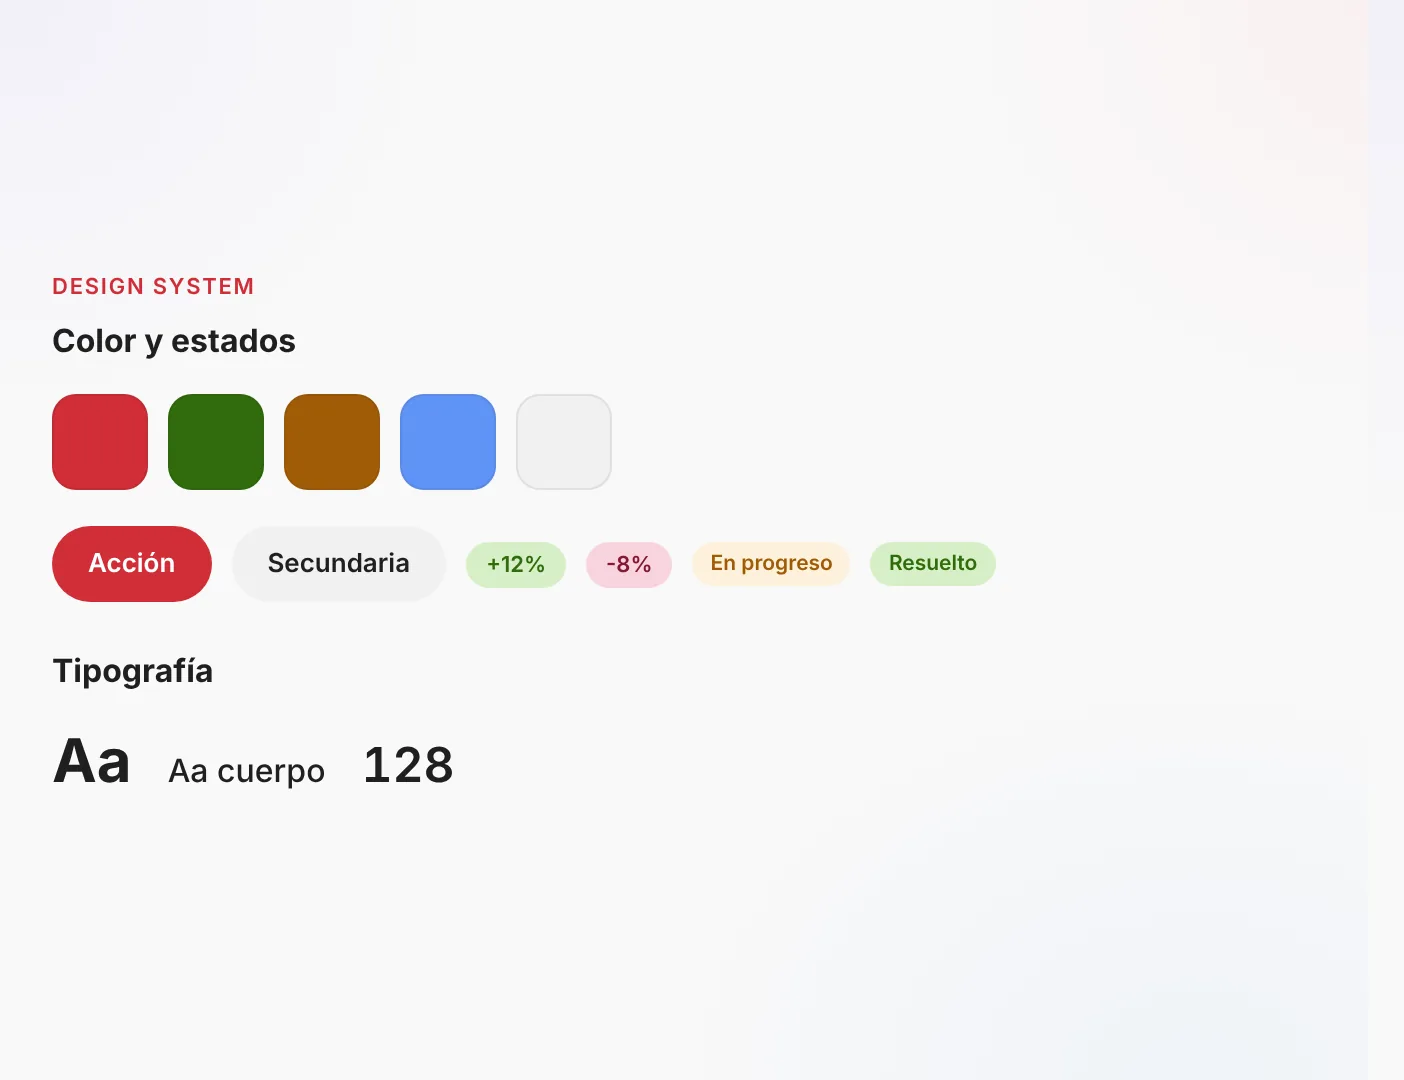 DESIGN SYSTEM
Color y estados
Acción Secundaria +12% -8% En progreso Resuelto
Tipografía
Aa Aa cuerpo 128